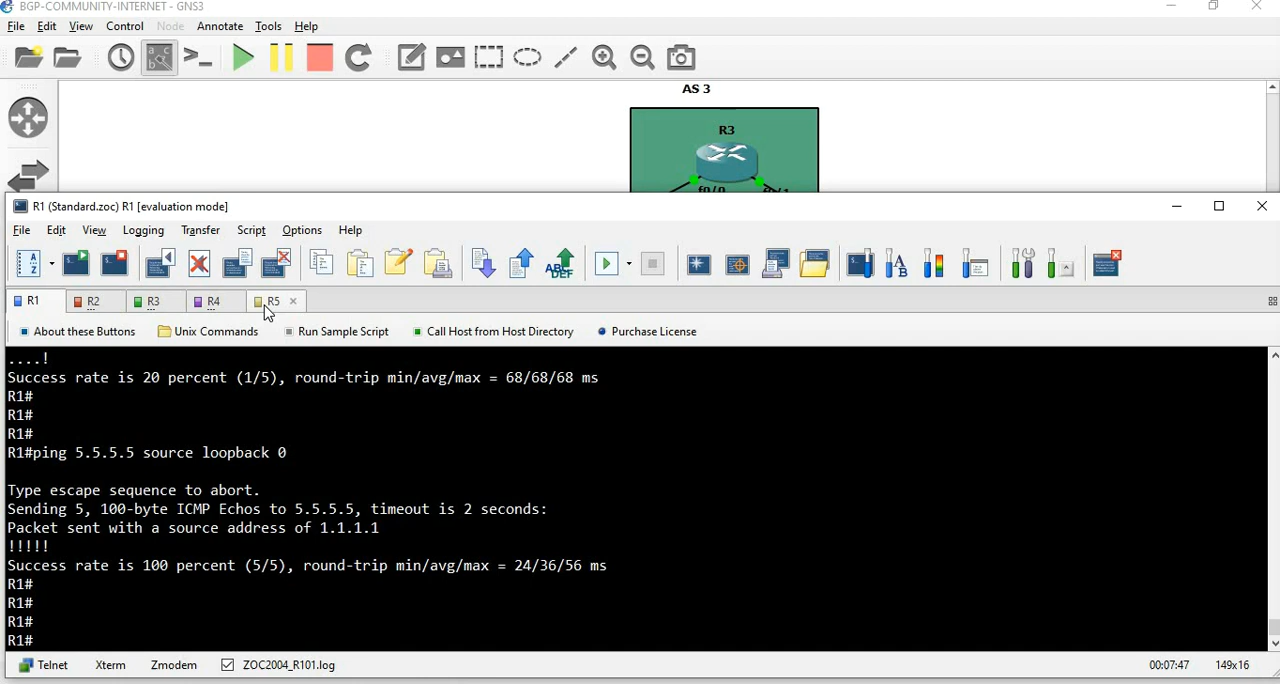 BGP-COMMUNITY-INTERNET - GNS3
File Edit View Control Node Annotate Tools Help
AS 3
R3
R1 (Standard.zoc) R1 [evaluation mode]
File Edit View Logging Transfer Script Options Help
R1 R2 R3 R4 R5
About these Buttons Unix Commands Run Sample Script Call Host from Host Directory Purchase License
....!
Success rate is 20 percent (1/5), round-trip min/avg/max = 68/68/68 ms
R1#
R1#
R1#
R1#ping 5.5.5.5 source loopback 0
Type escape sequence to abort.
Sending 5, 100-byte ICMP Echos to 5.5.5.5, timeout is 2 seconds:
Packet sent with a source address of 1.1.1.1
!!!!!
Success rate is 100 percent (5/5), round-trip min/avg/max = 24/36/56 ms
R1#
R1#
R1#
R1#
Telnet Xterm Zmodem ZOC2004_R101.log 00:07:47 149x16